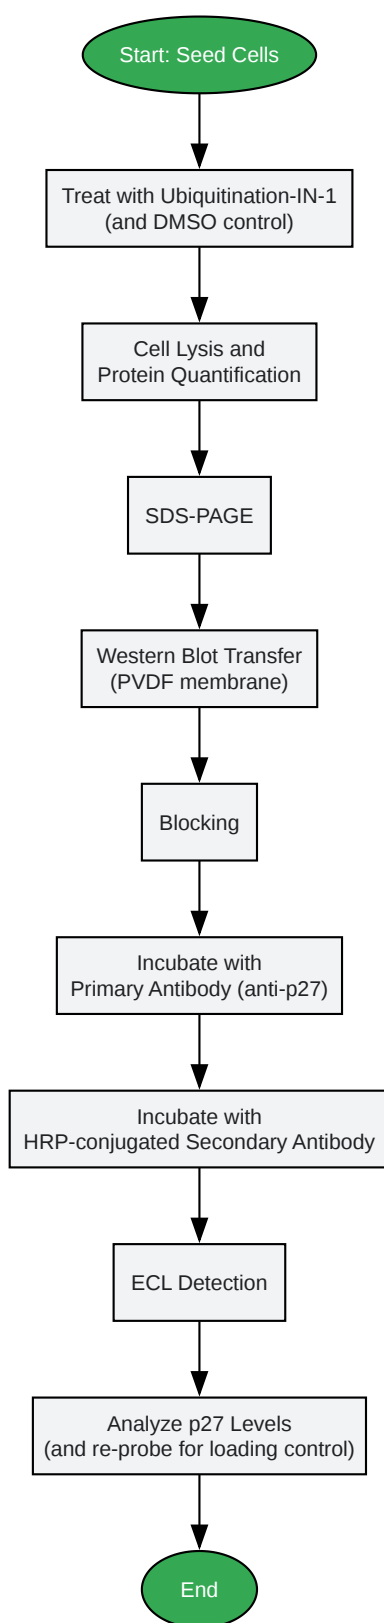 Start: Seed Cells
Treat with Ubiquitination-IN-1
(and DMSO control)
Cell Lysis and
Protein Quantification
SDS-PAGE
Western Blot Transfer
(PVDF membrane)
Blocking
Incubate with
Primary Antibody (anti-p27)
Incubate with
HRP-conjugated Secondary Antibody
ECL Detection
Analyze p27 Levels
(and re-probe for loading control)
End